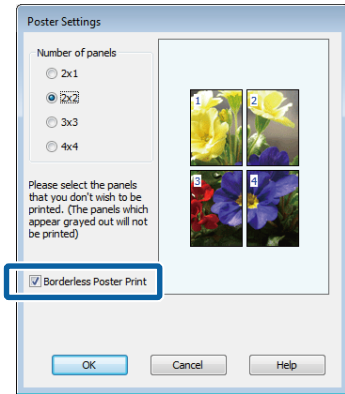 Poster Settings
Number of panels
2x1
2x2
3x3
4x4
Please select the panels
that you don't wish to be
printed. (The panels which
appear grayed out will not
be printed)
Borderless Poster Print
1
2
3
4
OK
Cancel
Help